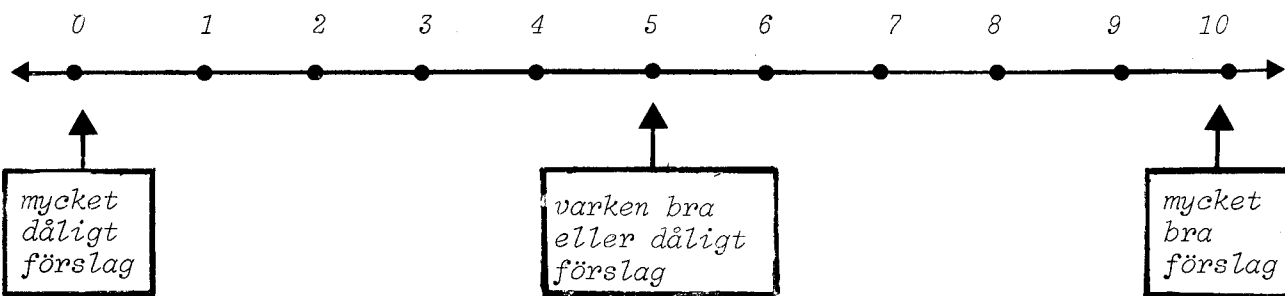 0 1 2 3 4 5 6 7 8 9 10
mycket
dåligt
förslag
varken bra
eller dåligt
förslag
mycket
bra
förslag